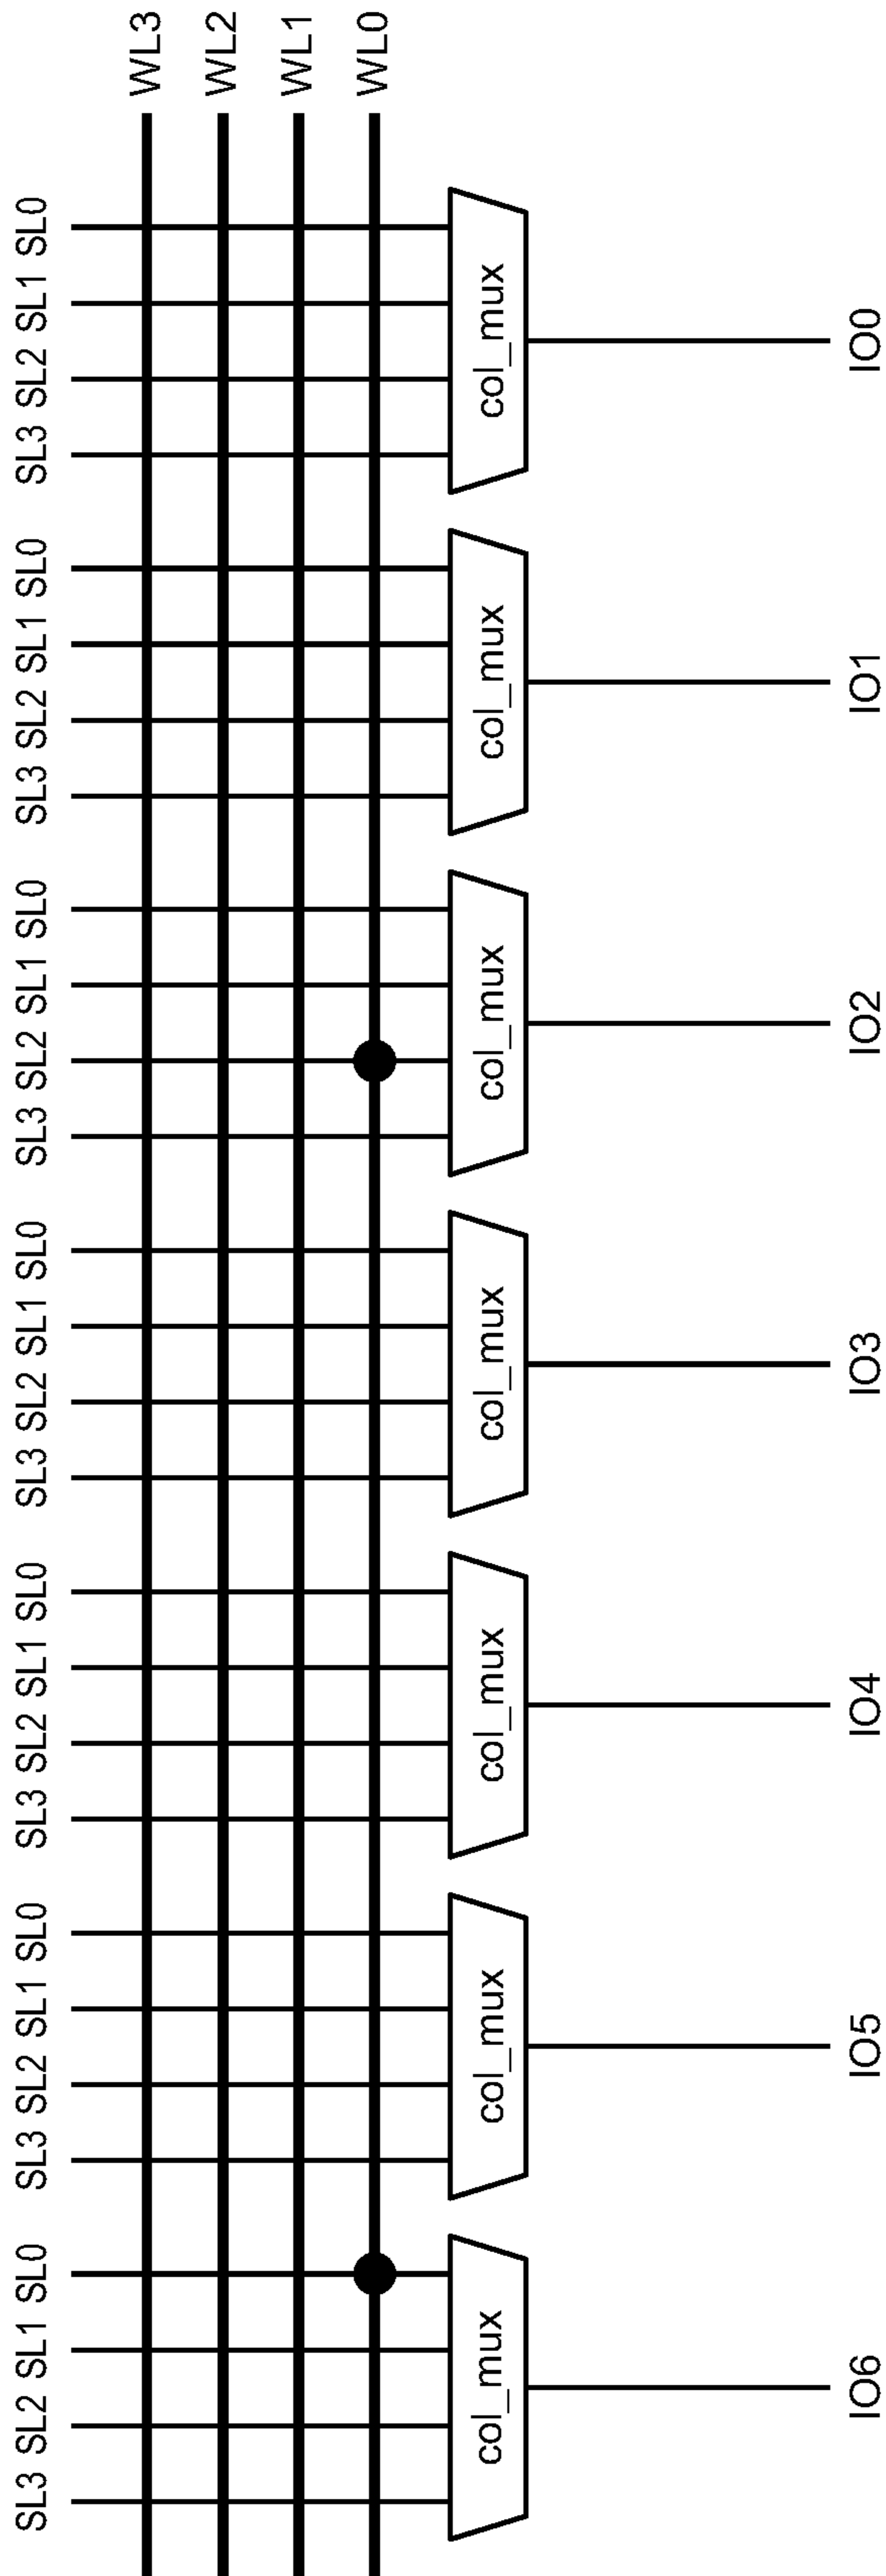 WL3
WL2
WL1
WL0
SL3 SL2 SL1 SL0
SL3 SL2 SL1 SL0
SL3 SL2 SL1 SL0
SL3 SL2 SL1 SL0
SL3 SL2 SL1 SL0
SL3 SL2 SL1 SL0
SL3 SL2 SL1 SL0
col_mux
col_mux
col_mux
col_mux
col_mux
col_mux
col_mux
IO6
IO5
IO4
IO3
IO2
IO1
IO0